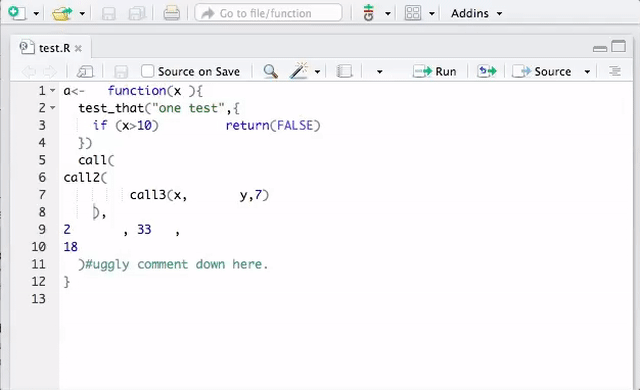 Go to file/function
Addins
test.R
Source on Save
Run
Source
1 a<-   function(x ){
2   test_that("one test",{
3     if (x>10)          return(FALSE)
4   })
5   call(
6 call2(
7          call3(x,       y,7)
8     ),
9 2       , 33   ,
10 18
11   )#uggly comment down here.
12 }
13